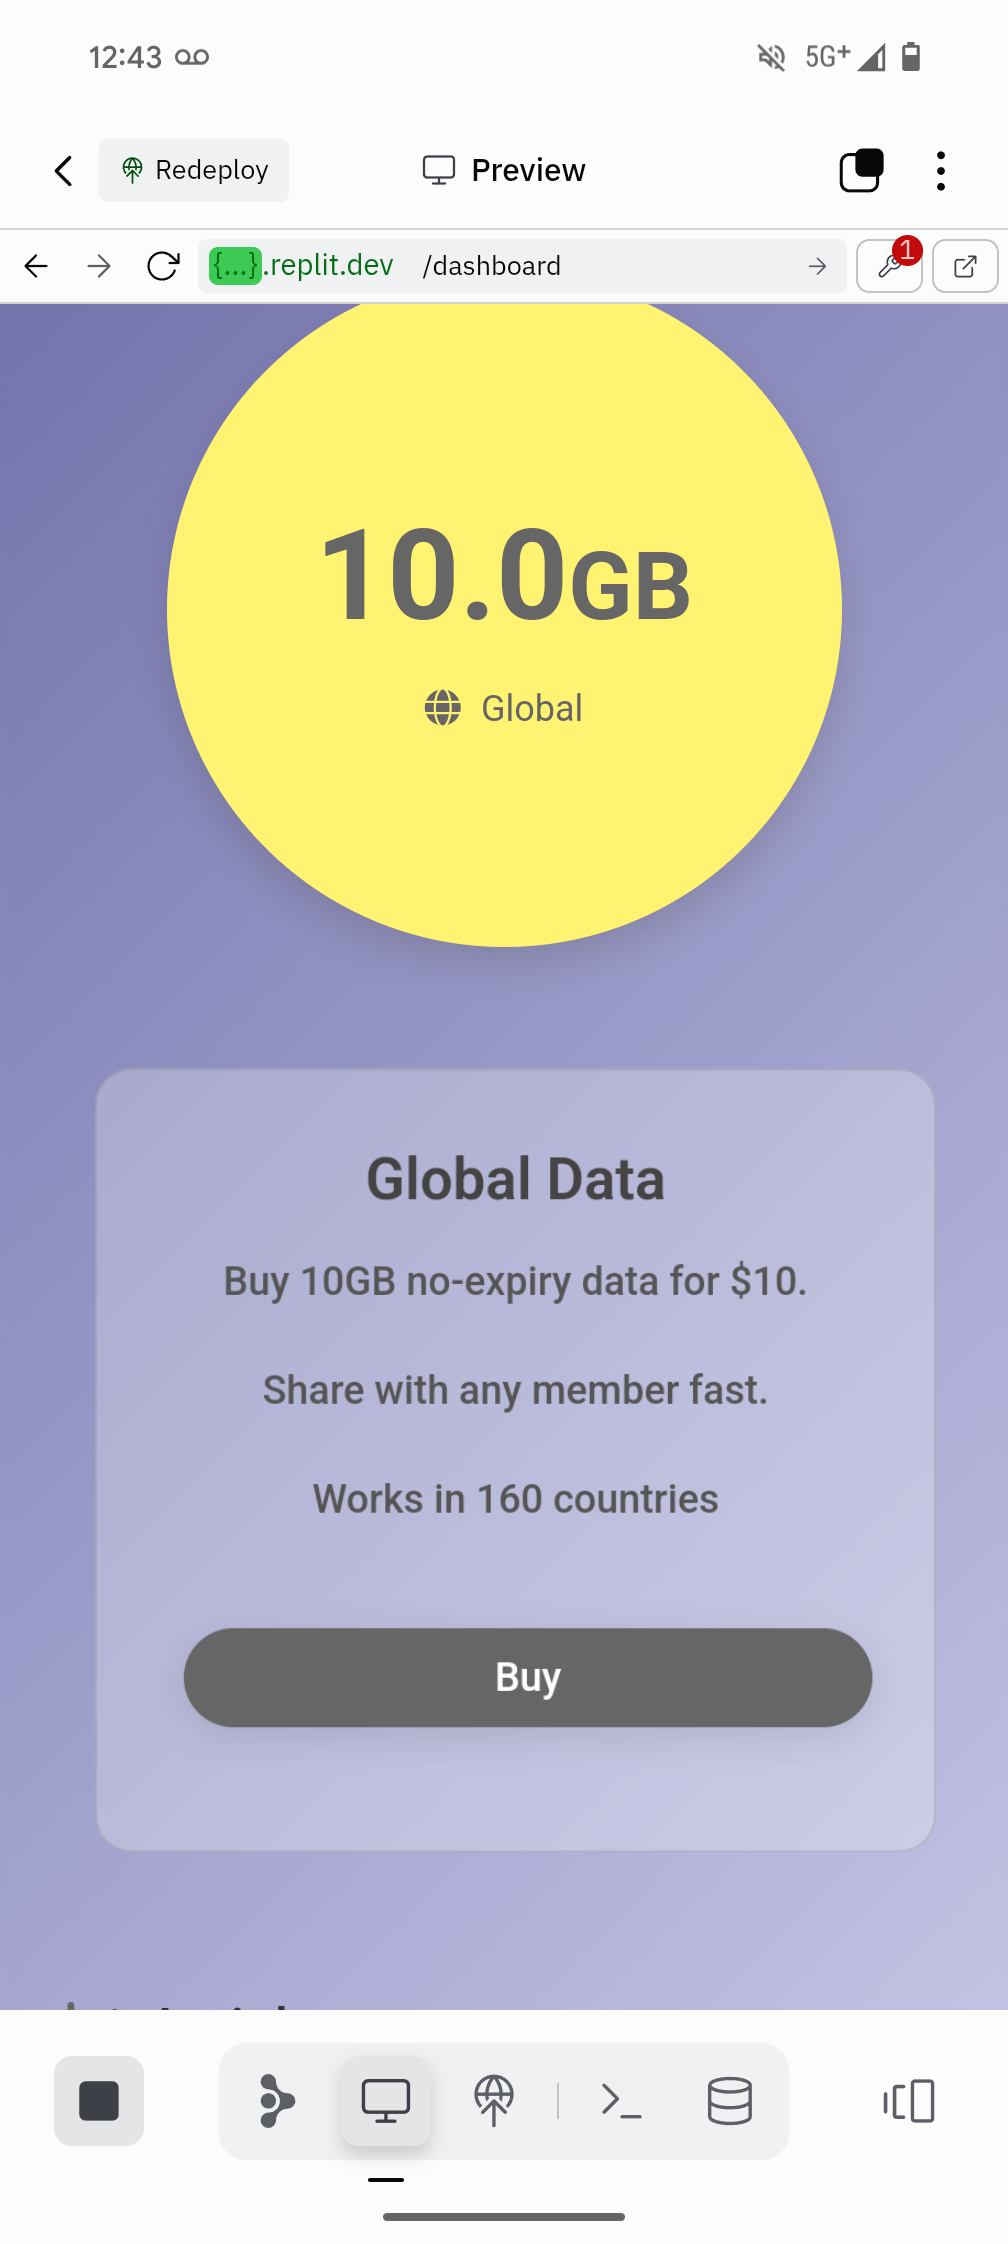 12:43 5G+
Redeploy Preview
{...}.replit.dev /dashboard 1
10.0GB
Global
Global Data
Buy 10GB no-expiry data for $10.
Share with any member fast.
Works in 160 countries
Buy